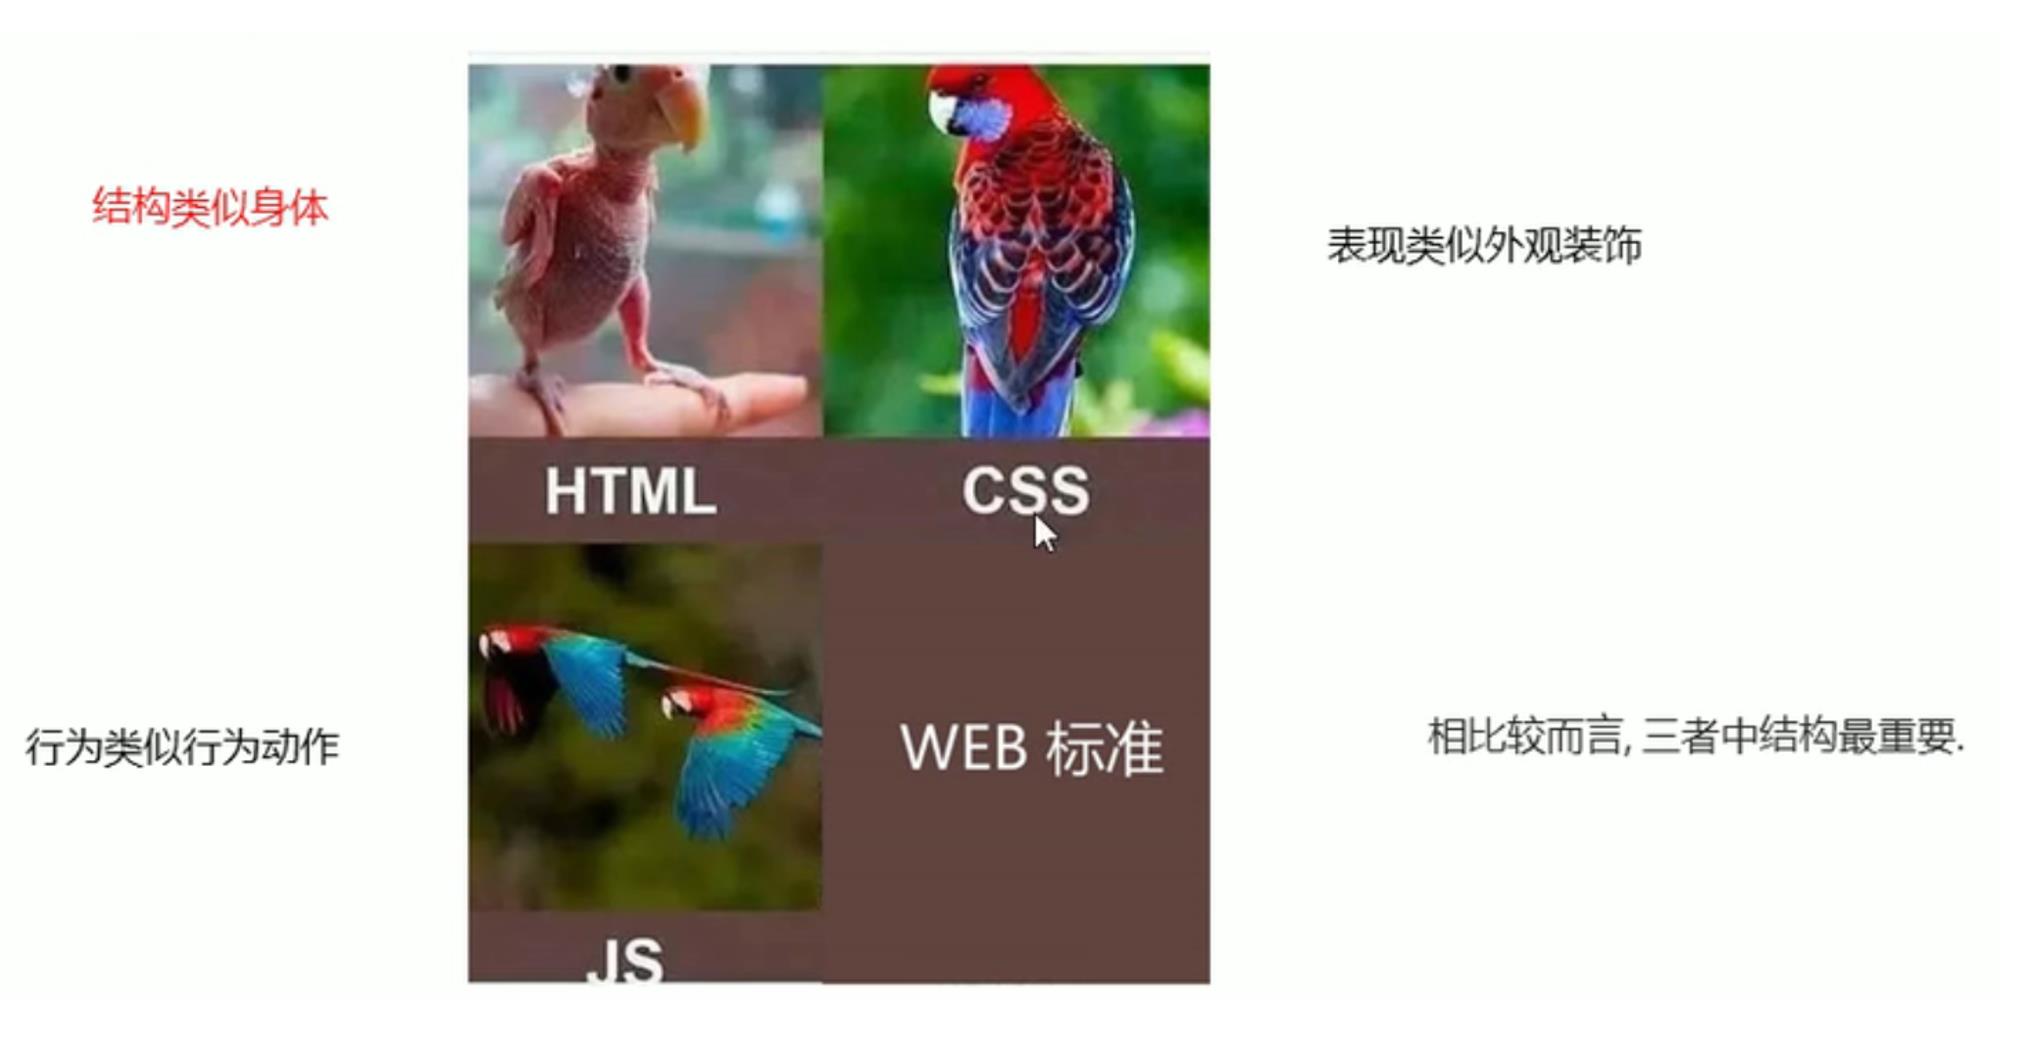 结构类似身体
表现类似外观装饰
HTML
CSS
行为类似行为动作
WEB 标准
相比较而言, 三者中结构最重要.
JS